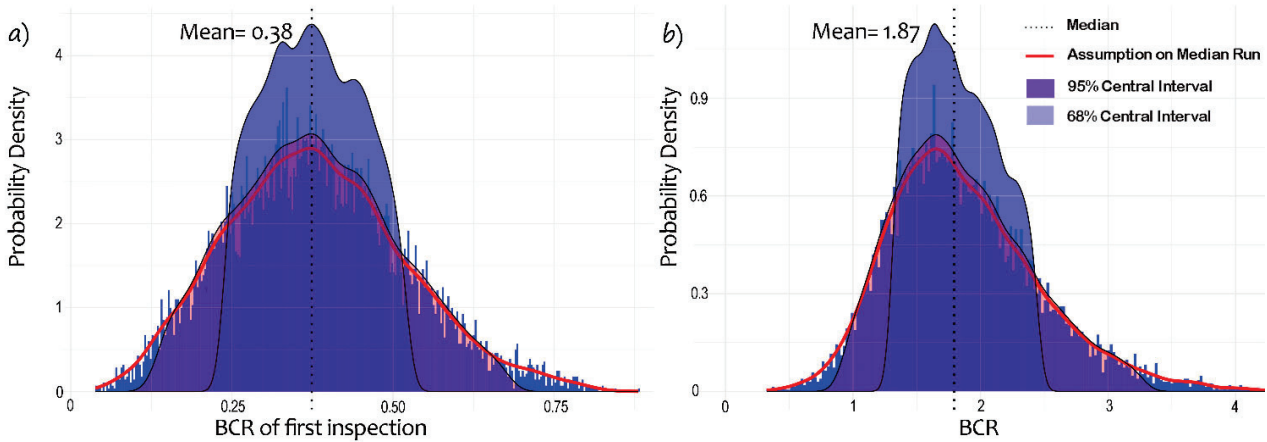 a)
Mean= 0.38
Probability Density
4
3
2
1
0
0
0.25
0.50
0.75
BCR of first inspection
b)
Mean= 1.87
Median
Assumption on Median Run
95% Central Interval
68% Central Interval
Probability Density
0.9
0.6
0.3
0
0
1
2
3
4
BCR